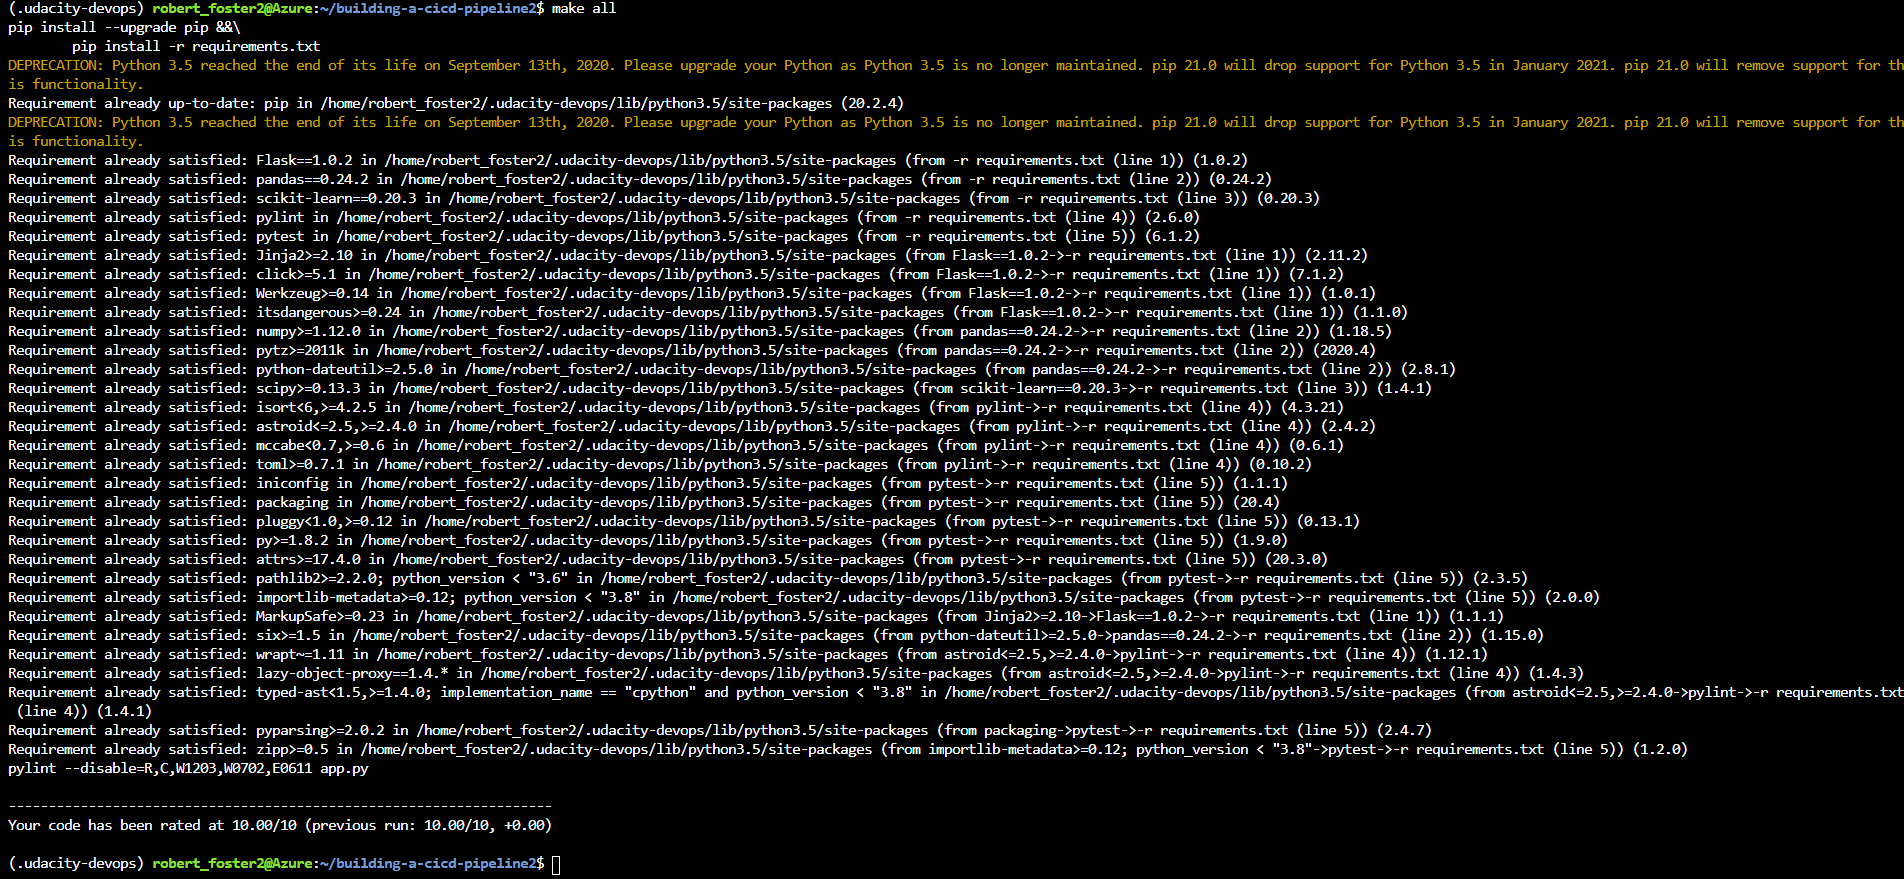 (.udacity-devops) robert_foster2@Azure:~/building-a-cicd-pipeline2$ make all
pip install --upgrade pip &&\
        pip install -r requirements.txt
DEPRECATION: Python 3.5 reached the end of its life on September 13th, 2020. Please upgrade your Python as Python 3.5 is no longer maintained. pip 21.0 will drop support for Python 3.5 in January 2021. pip 21.0 will remove support for th
is functionality.
Requirement already up-to-date: pip in /home/robert_foster2/.udacity-devops/lib/python3.5/site-packages (20.2.4)
DEPRECATION: Python 3.5 reached the end of its life on September 13th, 2020. Please upgrade your Python as Python 3.5 is no longer maintained. pip 21.0 will drop support for Python 3.5 in January 2021. pip 21.0 will remove support for th
is functionality.
Requirement already satisfied: Flask==1.0.2 in /home/robert_foster2/.udacity-devops/lib/python3.5/site-packages (from -r requirements.txt (line 1)) (1.0.2)
Requirement already satisfied: pandas==0.24.2 in /home/robert_foster2/.udacity-devops/lib/python3.5/site-packages (from -r requirements.txt (line 2)) (0.24.2)
Requirement already satisfied: scikit-learn==0.20.3 in /home/robert_foster2/.udacity-devops/lib/python3.5/site-packages (from -r requirements.txt (line 3)) (0.20.3)
Requirement already satisfied: pylint in /home/robert_foster2/.udacity-devops/lib/python3.5/site-packages (from -r requirements.txt (line 4)) (2.6.0)
Requirement already satisfied: pytest in /home/robert_foster2/.udacity-devops/lib/python3.5/site-packages (from -r requirements.txt (line 5)) (6.1.2)
Requirement already satisfied: Jinja2>=2.10 in /home/robert_foster2/.udacity-devops/lib/python3.5/site-packages (from Flask==1.0.2->-r requirements.txt (line 1)) (2.11.2)
Requirement already satisfied: click>=5.1 in /home/robert_foster2/.udacity-devops/lib/python3.5/site-packages (from Flask==1.0.2->-r requirements.txt (line 1)) (7.1.2)
Requirement already satisfied: Werkzeug>=0.14 in /home/robert_foster2/.udacity-devops/lib/python3.5/site-packages (from Flask==1.0.2->-r requirements.txt (line 1)) (1.0.1)
Requirement already satisfied: itsdangerous>=0.24 in /home/robert_foster2/.udacity-devops/lib/python3.5/site-packages (from Flask==1.0.2->-r requirements.txt (line 1)) (1.1.0)
Requirement already satisfied: numpy>=1.12.0 in /home/robert_foster2/.udacity-devops/lib/python3.5/site-packages (from pandas==0.24.2->-r requirements.txt (line 2)) (1.18.5)
Requirement already satisfied: pytz>=2011k in /home/robert_foster2/.udacity-devops/lib/python3.5/site-packages (from pandas==0.24.2->-r requirements.txt (line 2)) (2020.4)
Requirement already satisfied: python-dateutil>=2.5.0 in /home/robert_foster2/.udacity-devops/lib/python3.5/site-packages (from pandas==0.24.2->-r requirements.txt (line 2)) (2.8.1)
Requirement already satisfied: scipy>=0.13.3 in /home/robert_foster2/.udacity-devops/lib/python3.5/site-packages (from scikit-learn==0.20.3->-r requirements.txt (line 3)) (1.4.1)
Requirement already satisfied: isort<6,>=4.2.5 in /home/robert_foster2/.udacity-devops/lib/python3.5/site-packages (from pylint->-r requirements.txt (line 4)) (4.3.21)
Requirement already satisfied: astroid<=2.5,>=2.4.0 in /home/robert_foster2/.udacity-devops/lib/python3.5/site-packages (from pylint->-r requirements.txt (line 4)) (2.4.2)
Requirement already satisfied: mccabe<0.7,>=0.6 in /home/robert_foster2/.udacity-devops/lib/python3.5/site-packages (from pylint->-r requirements.txt (line 4)) (0.6.1)
Requirement already satisfied: toml>=0.7.1 in /home/robert_foster2/.udacity-devops/lib/python3.5/site-packages (from pylint->-r requirements.txt (line 4)) (0.10.2)
Requirement already satisfied: iniconfig in /home/robert_foster2/.udacity-devops/lib/python3.5/site-packages (from pytest->-r requirements.txt (line 5)) (1.1.1)
Requirement already satisfied: packaging in /home/robert_foster2/.udacity-devops/lib/python3.5/site-packages (from pytest->-r requirements.txt (line 5)) (20.4)
Requirement already satisfied: pluggy<1.0,>=0.12 in /home/robert_foster2/.udacity-devops/lib/python3.5/site-packages (from pytest->-r requirements.txt (line 5)) (0.13.1)
Requirement already satisfied: py>=1.8.2 in /home/robert_foster2/.udacity-devops/lib/python3.5/site-packages (from pytest->-r requirements.txt (line 5)) (1.9.0)
Requirement already satisfied: attrs>=17.4.0 in /home/robert_foster2/.udacity-devops/lib/python3.5/site-packages (from pytest->-r requirements.txt (line 5)) (20.3.0)
Requirement already satisfied: pathlib2>=2.2.0; python_version < "3.6" in /home/robert_foster2/.udacity-devops/lib/python3.5/site-packages (from pytest->-r requirements.txt (line 5)) (2.3.5)
Requirement already satisfied: importlib-metadata>=0.12; python_version < "3.8" in /home/robert_foster2/.udacity-devops/lib/python3.5/site-packages (from pytest->-r requirements.txt (line 5)) (2.0.0)
Requirement already satisfied: MarkupSafe>=0.23 in /home/robert_foster2/.udacity-devops/lib/python3.5/site-packages (from Jinja2>=2.10->Flask==1.0.2->-r requirements.txt (line 1)) (1.1.1)
Requirement already satisfied: six>=1.5 in /home/robert_foster2/.udacity-devops/lib/python3.5/site-packages (from python-dateutil>=2.5.0->pandas==0.24.2->-r requirements.txt (line 2)) (1.15.0)
Requirement already satisfied: wrapt~=1.11 in /home/robert_foster2/.udacity-devops/lib/python3.5/site-packages (from astroid<=2.5,>=2.4.0->pylint->-r requirements.txt (line 4)) (1.12.1)
Requirement already satisfied: lazy-object-proxy==1.4.* in /home/robert_foster2/.udacity-devops/lib/python3.5/site-packages (from astroid<=2.5,>=2.4.0->pylint->-r requirements.txt (line 4)) (1.4.3)
Requirement already satisfied: typed-ast<1.5,>=1.4.0; implementation_name == "cpython" and python_version < "3.8" in /home/robert_foster2/.udacity-devops/lib/python3.5/site-packages (from astroid<=2.5,>=2.4.0->pylint->-r requirements.txt
 (line 4)) (1.4.1)
Requirement already satisfied: pyparsing>=2.0.2 in /home/robert_foster2/.udacity-devops/lib/python3.5/site-packages (from packaging->pytest->-r requirements.txt (line 5)) (2.4.7)
Requirement already satisfied: zipp>=0.5 in /home/robert_foster2/.udacity-devops/lib/python3.5/site-packages (from importlib-metadata>=0.12; python_version < "3.8"->pytest->-r requirements.txt (line 5)) (1.2.0)
pylint --disable=R,C,W1203,W0702,E0611 app.py
--------------------------------------------------------------------
Your code has been rated at 10.00/10 (previous run: 10.00/10, +0.00)
(.udacity-devops) robert_foster2@Azure:~/building-a-cicd-pipeline2$